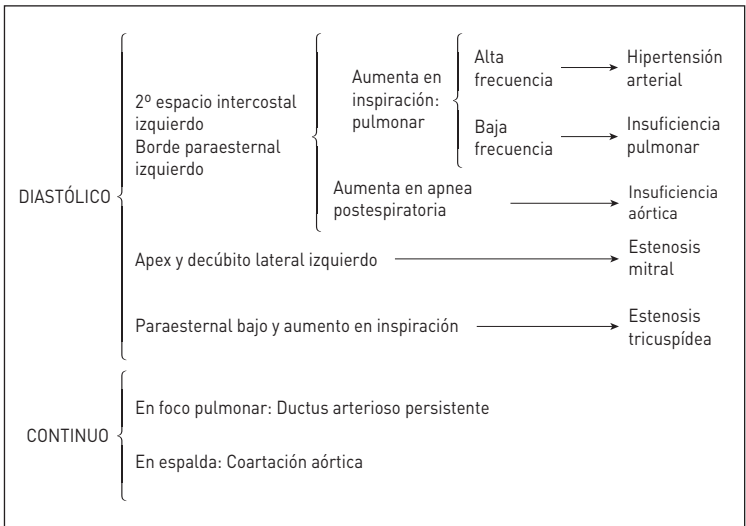 DIASTÓLICO
2º espacio intercostal
izquierdo
Borde paraesternal
izquierdo
Aumenta en
inspiración:
pulmonar
Alta
frecuencia
Hipertensión
arterial
Baja
frecuencia
Insuficiencia
pulmonar
Aumenta en apnea
postespiratoria
Insuficiencia
aórtica
Apex y decúbito lateral izquierdo
Estenosis
mitral
Paraesternal bajo y aumento en inspiración
Estenosis
tricuspídea
CONTINUO
En foco pulmonar: Ductus arterioso persistente
En espalda: Coartación aórtica